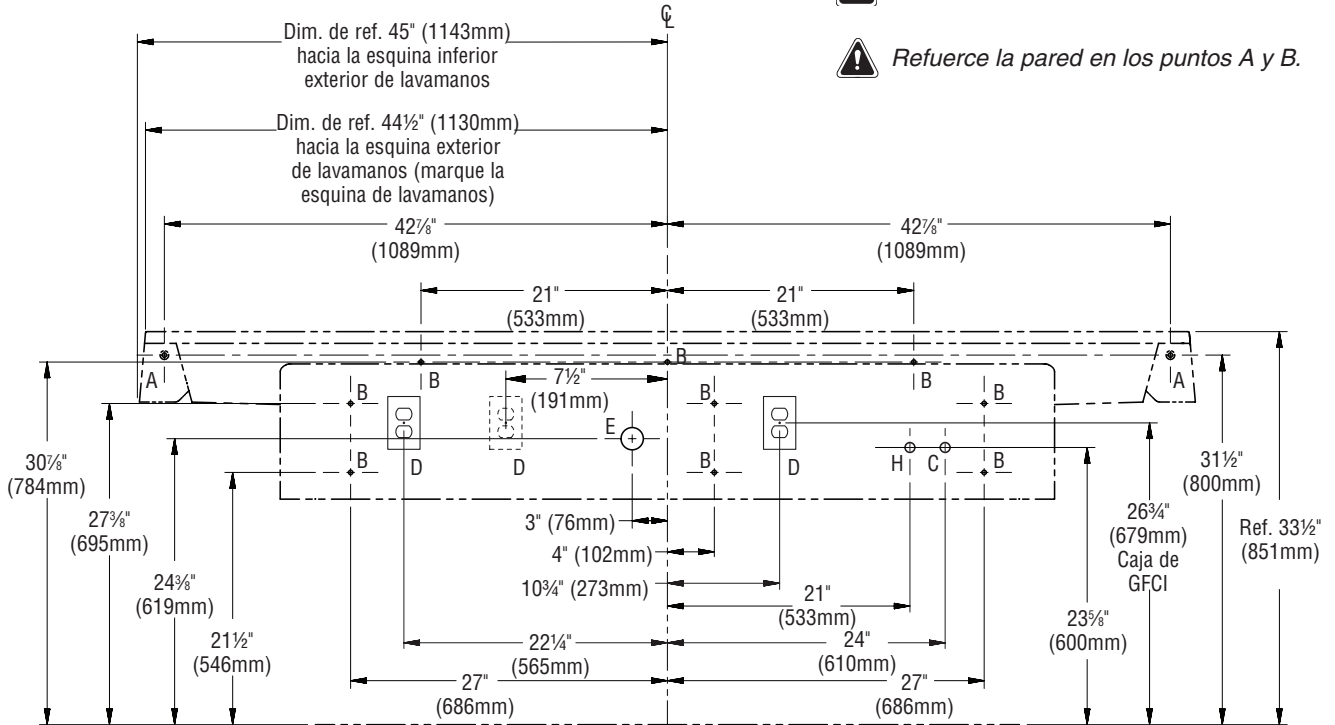 ℄
Dim. de ref. 45" (1143mm)
hacia la esquina inferior
exterior de lavamanos
Refuerce la pared en los puntos A y B.
Dim. de ref. 44½" (1130mm)
hacia la esquina exterior
de lavamanos (marque la
esquina de lavamanos)
42⅞"
(1089mm)
42⅞"
(1089mm)
21"
(533mm)
21"
(533mm)
A
B
B
B
A
7½"
(191mm)
B
B
B
E
D
D
D
H
C
B
B
B
30⅞"
(784mm)
27⅜"
(695mm)
24⅜"
(619mm)
21½"
(546mm)
3" (76mm)
4" (102mm)
10¾" (273mm)
21"
(533mm)
22¼"
(565mm)
24"
(610mm)
27"
(686mm)
27"
(686mm)
23⅝"
(600mm)
26¾"
(679mm)
Caja de
GFCI
31½"
(800mm)
Ref. 33½"
(851mm)